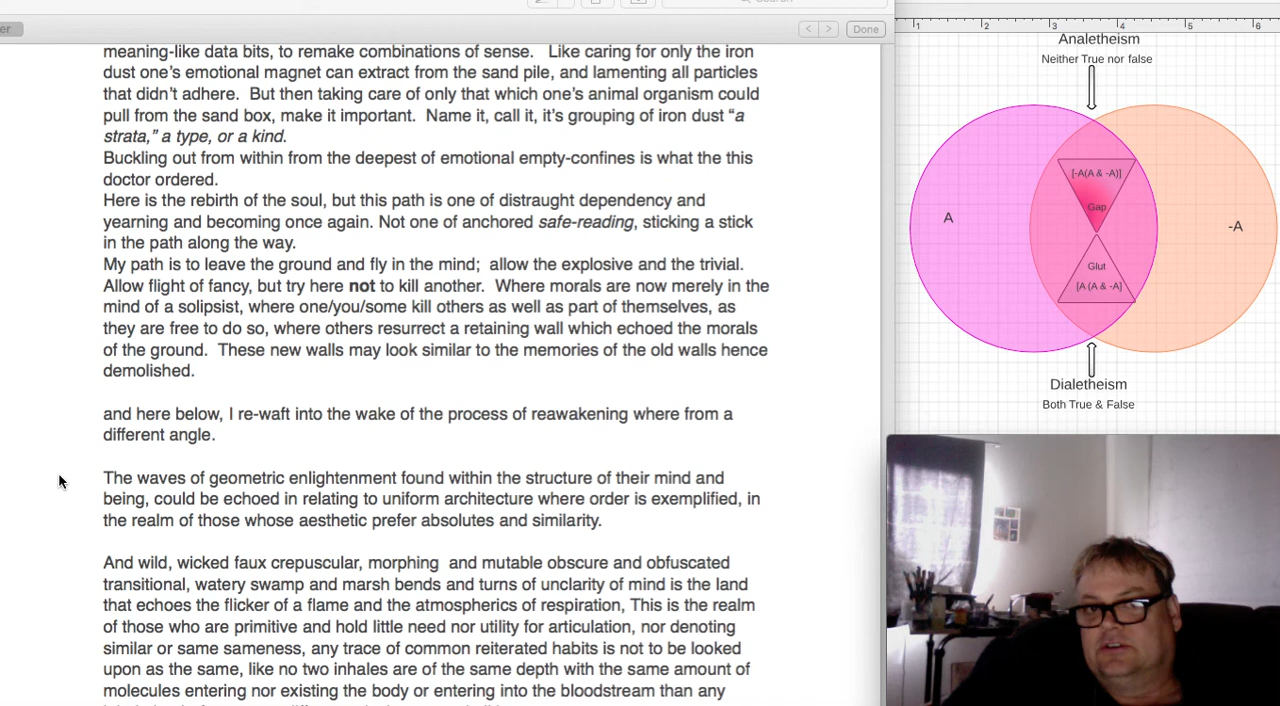 er
Search
Done
meaning-like data bits, to remake combinations of sense.   Like caring for only the iron
dust one's emotional magnet can extract from the sand pile, and lamenting all particles
that didn't adhere.  But then taking care of only that which one's animal organism could
pull from the sand box, make it important.  Name it, call it, it's grouping of iron dust “a
strata,” a type, or a kind.
Buckling out from within from the deepest of emotional empty-confines is what the this
doctor ordered.
Here is the rebirth of the soul, but this path is one of distraught dependency and
yearning and becoming once again. Not one of anchored safe-reading, sticking a stick
in the path along the way.
My path is to leave the ground and fly in the mind;  allow the explosive and the trivial.
Allow flight of fancy, but try here not to kill another.  Where morals are now merely in the
mind of a solipsist, where one/you/some kill others as well as part of themselves, as
they are free to do so, where others resurrect a retaining wall which echoed the morals
of the ground.  These new walls may look similar to the memories of the old walls hence
demolished.
and here below, I re-waft into the wake of the process of reawakening where from a
different angle.
The waves of geometric enlightenment found within the structure of their mind and
being, could be echoed in relating to uniform architecture where order is exemplified, in
the realm of those whose aesthetic prefer absolutes and similarity.
And wild, wicked faux crepuscular, morphing  and mutable obscure and obfuscated
transitional, watery swamp and marsh bends and turns of unclarity of mind is the land
that echoes the flicker of a flame and the atmospherics of respiration, This is the realm
of those who are primitive and hold little need nor utility for articulation, nor denoting
similar or same sameness, any trace of common reiterated habits is not to be looked
upon as the same, like no two inhales are of the same depth with the same amount of
molecules entering nor existing the body or entering into the bloodstream than any
1 2 3 4 5 6
Analetheism
Neither True nor false
[-A(A & -A)]
Gap
A
-A
Glut
[A (A & -A]
Dialetheism
Both True & False